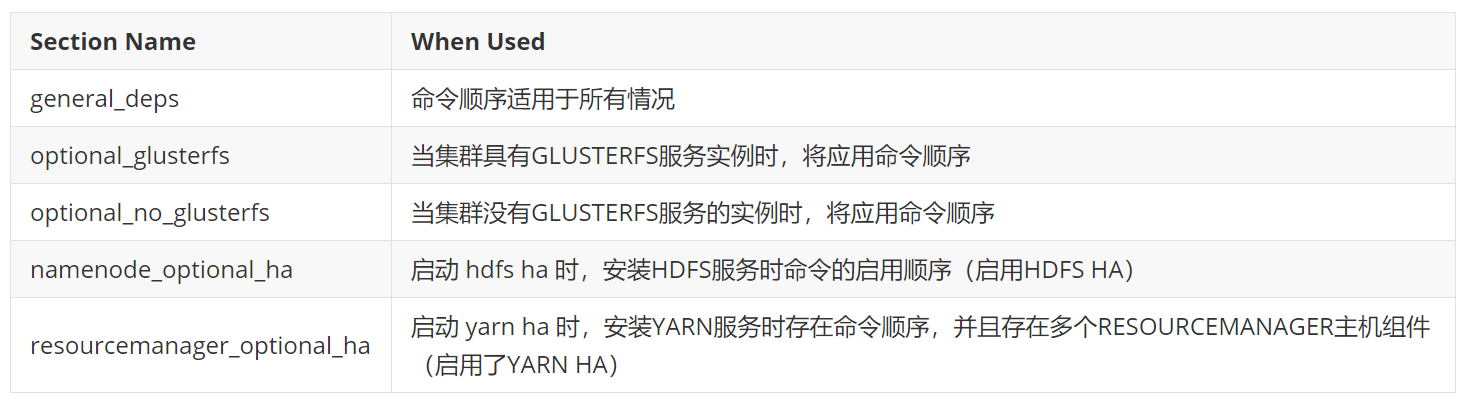 Section Name When Used
general_deps 命令顺序适用于所有情况
optional_glusterfs 当集群具有GLUSTERFS服务实例时，将应用命令顺序
optional_no_glusterfs 当集群没有GLUSTERFS服务的实例时，将应用命令顺序
namenode_optional_ha 启动 hdfs ha 时，安装HDFS服务时命令的启用顺序（启用HDFS HA）
resourcemanager_optional_ha 启动 yarn ha 时，安装YARN服务时存在命令顺序，并且存在多个RESOURCEMANAGER主机组件
（启用了YARN HA）